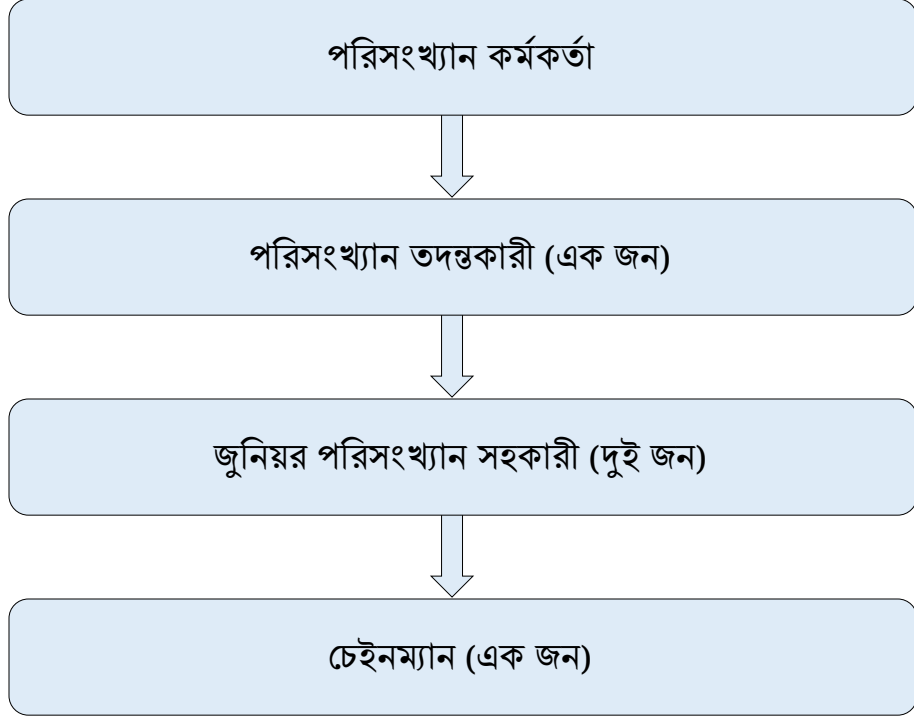 পরিসংখ্যান কর্মকর্তা
পরিসংখ্যান তদন্তকারী (এক জন)
জুনিয়র পরিসংখ্যান সহকারী (দুই জন)
চেইনম্যান (এক জন)